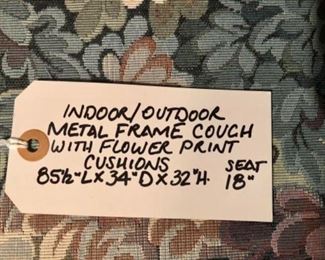 INDOOR/OUTDOOR
METAL FRAME COUCH
WITH FLOWER PRINT
CUSHIONS SEAT
85½"L X 34"D X 32"H 18"